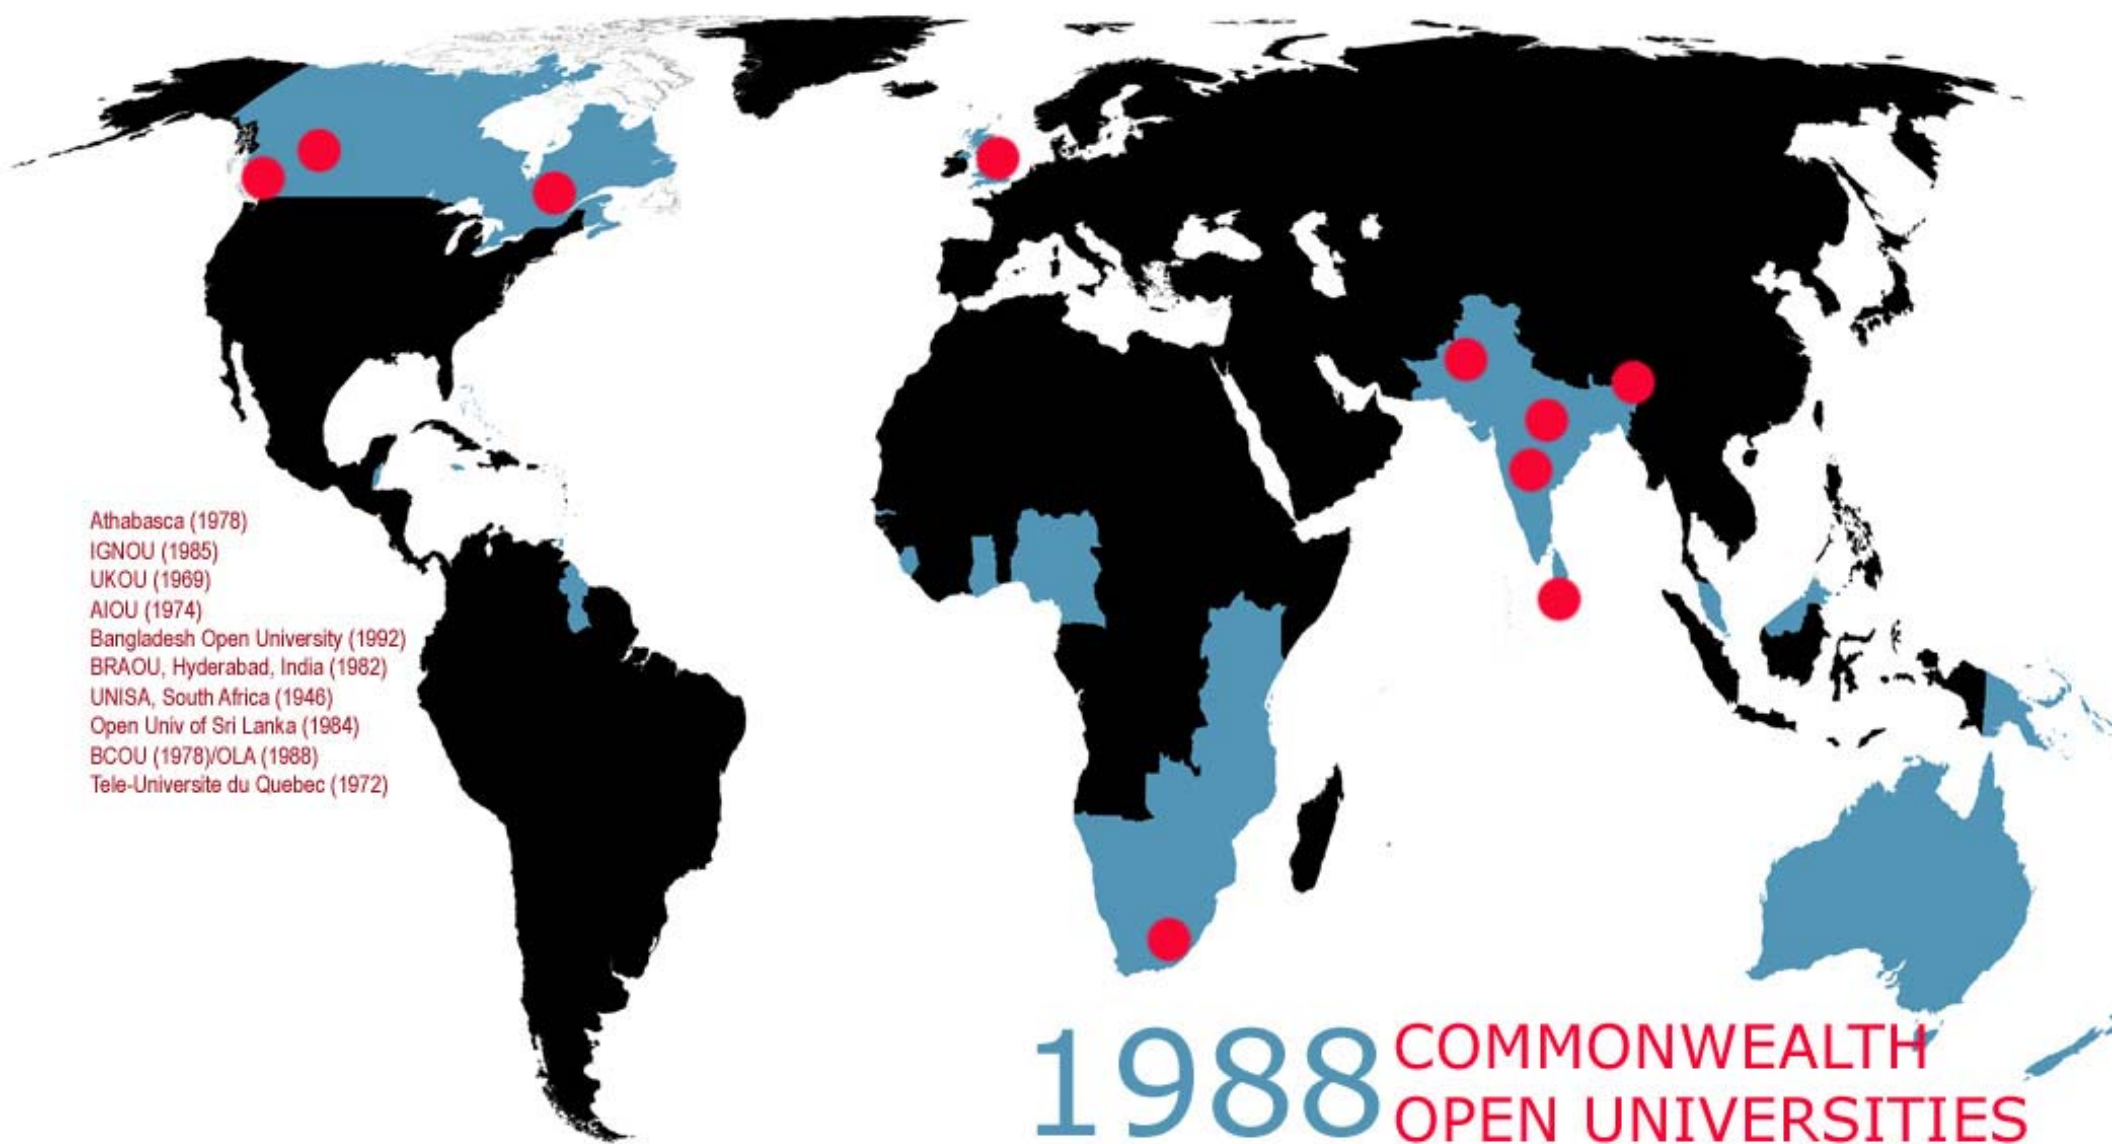 Athabasca (1978)
IGNOU (1985)
UKOU (1969)
AIOU (1974)
Bangladesh Open University (1992)
BRAOU, Hyderabad, India (1982)
UNISA, South Africa (1946)
Open Univ of Sri Lanka (1984)
BCOU (1978)/OLA (1988)
Tele-Universite du Quebec (1972)
1988 COMMONWEALTH
OPEN UNIVERSITIES